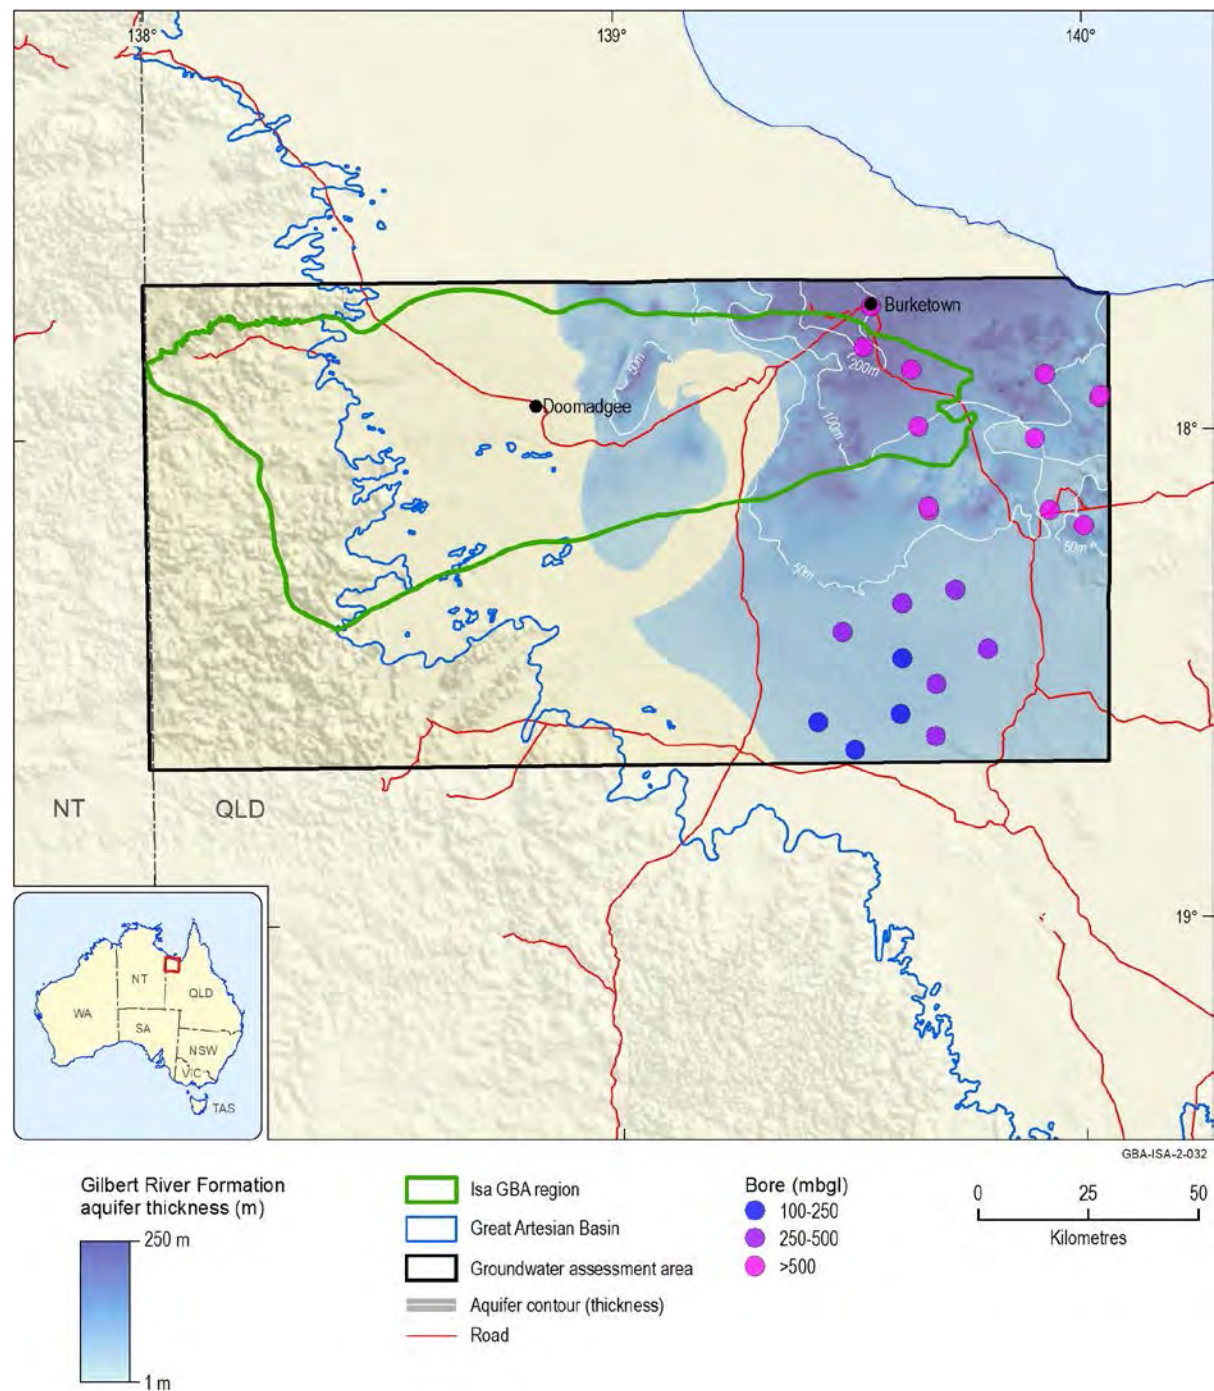 138°
139°
140°
Burketown
50m
200m
Doomadgee
100m
18°
50m
50m
NT
QLD
19°
NT
QLD
WA
SA
NSW
VIC
TAS
GBA-ISA-2-032
Gilbert River Formation
aquifer thickness (m)
250 m
1 m
Isa GBA region
Great Artesian Basin
Groundwater assessment area
Aquifer contour (thickness)
Road
Bore (mbgl)
100-250
250-500
>500
0 25 50
Kilometres